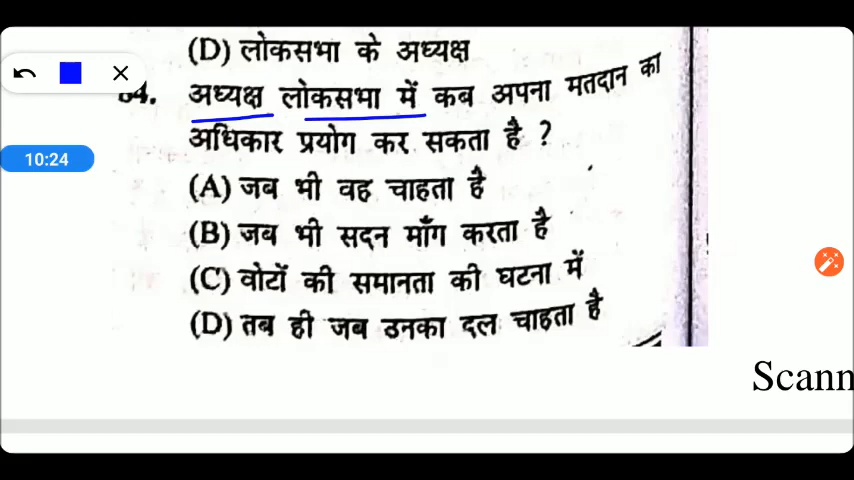 (D) लोकसभा के अध्यक्ष
अध्यक्ष लोकसभा में कब अपना मतदान का
अधिकार प्रयोग कर सकता है ?
10:24
(A) जब भी वह चाहता है
(B) जब भी सदन माँग करता है
(C) वोटों की समानता की घटना में
(D) तब ही जब उनका दल चाहता है